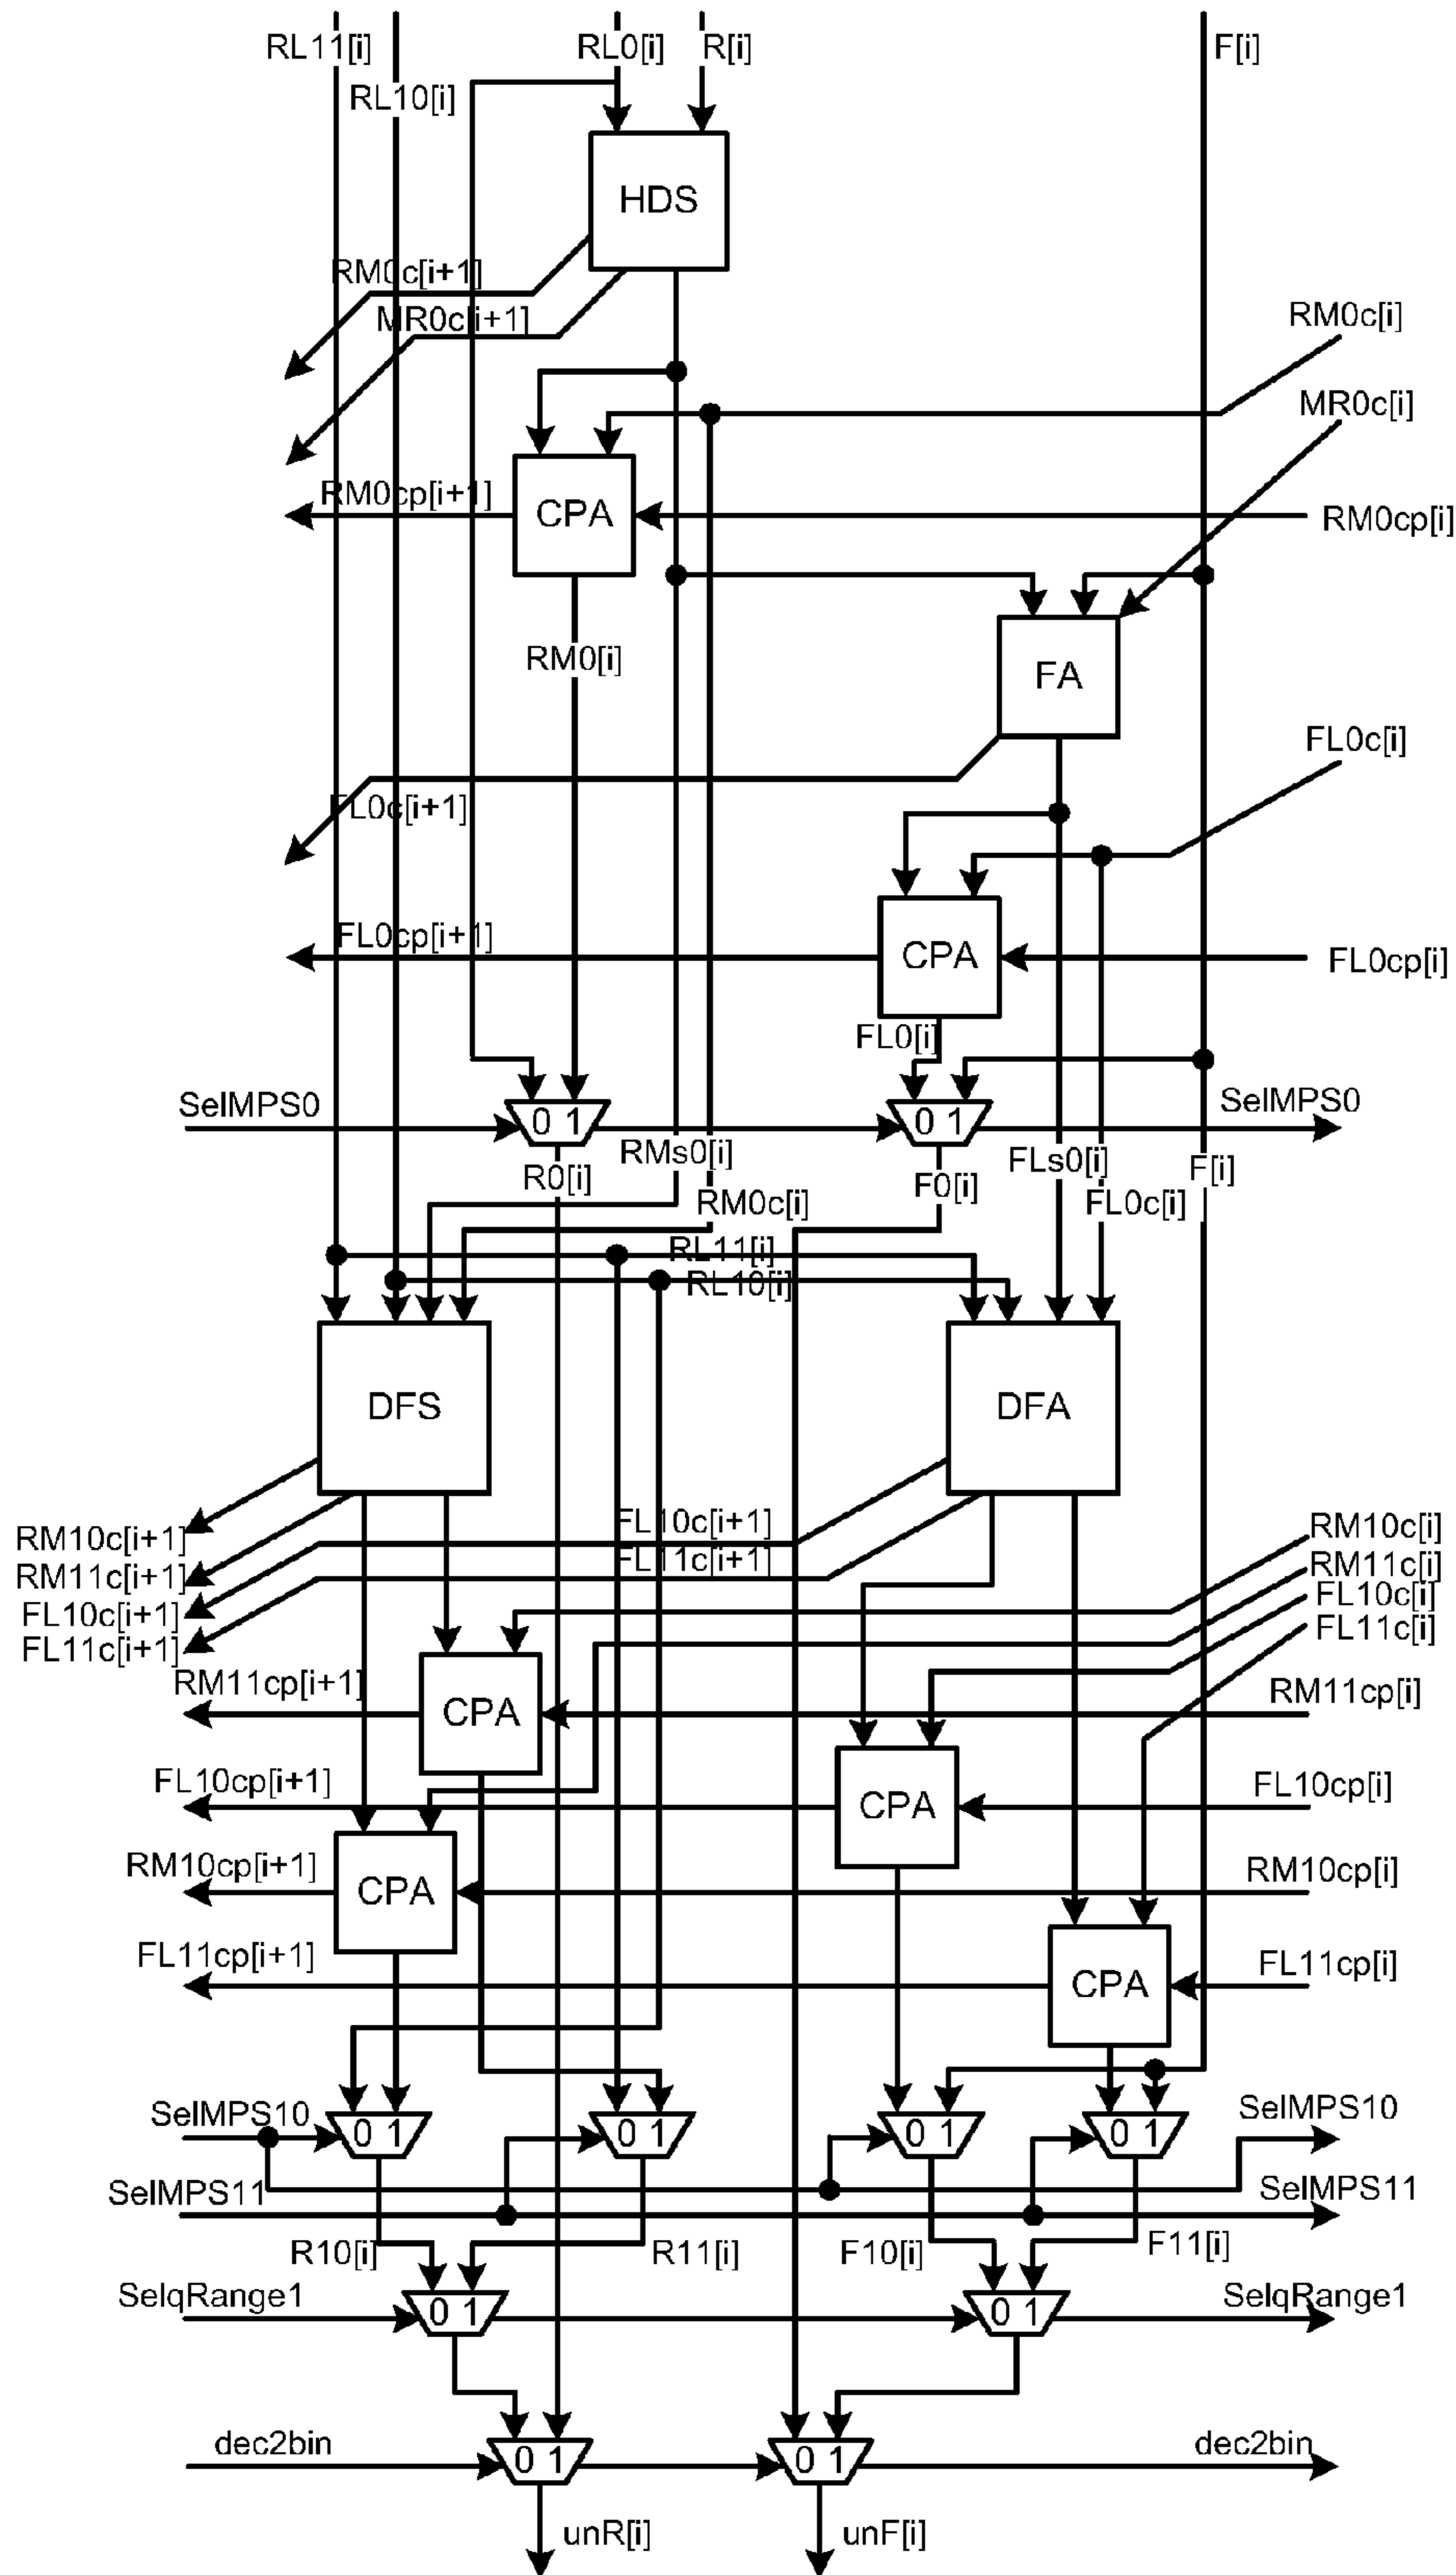 RL11[i]
RL0[i]
R[i]
F[i]
RL10[i]
HDS
RM0c[i+1]
MR0c[i+1]
RM0c[i]
MR0c[i]
RM0cp[i+1]
CPA
RM0cp[i]
RM0[i]
FA
FL0c[i]
FL0c[i+1]
FL0cp[i+1]
CPA
FL0cp[i]
FL0[i]
SelMPS0
0 1
0 1
SelMPS0
RMs0[i]
R0[i]
FLs0[i]
F[i]
F0[i]
RM0c[i]
FL0c[i]
RL11[i]
RL10[i]
DFS
DFA
RM10c[i+1]
FL10c[i+1]
RM10c[i]
RM11c[i+1]
FL11c[i+1]
RM11c[i]
FL10c[i+1]
FL10c[i]
FL11c[i+1]
FL11c[i]
RM11cp[i+1]
CPA
RM11cp[i]
FL10cp[i+1]
CPA
FL10cp[i]
RM10cp[i+1]
CPA
RM10cp[i]
FL11cp[i+1]
CPA
FL11cp[i]
SelMPS10
0 1
0 1
0 1
0 1
SelMPS10
SelMPS11
SelMPS11
R10[i]
R11[i]
F10[i]
F11[i]
SelqRange1
0 1
0 1
SelqRange1
dec2bin
0 1
0 1
dec2bin
unR[i]
unF[i]